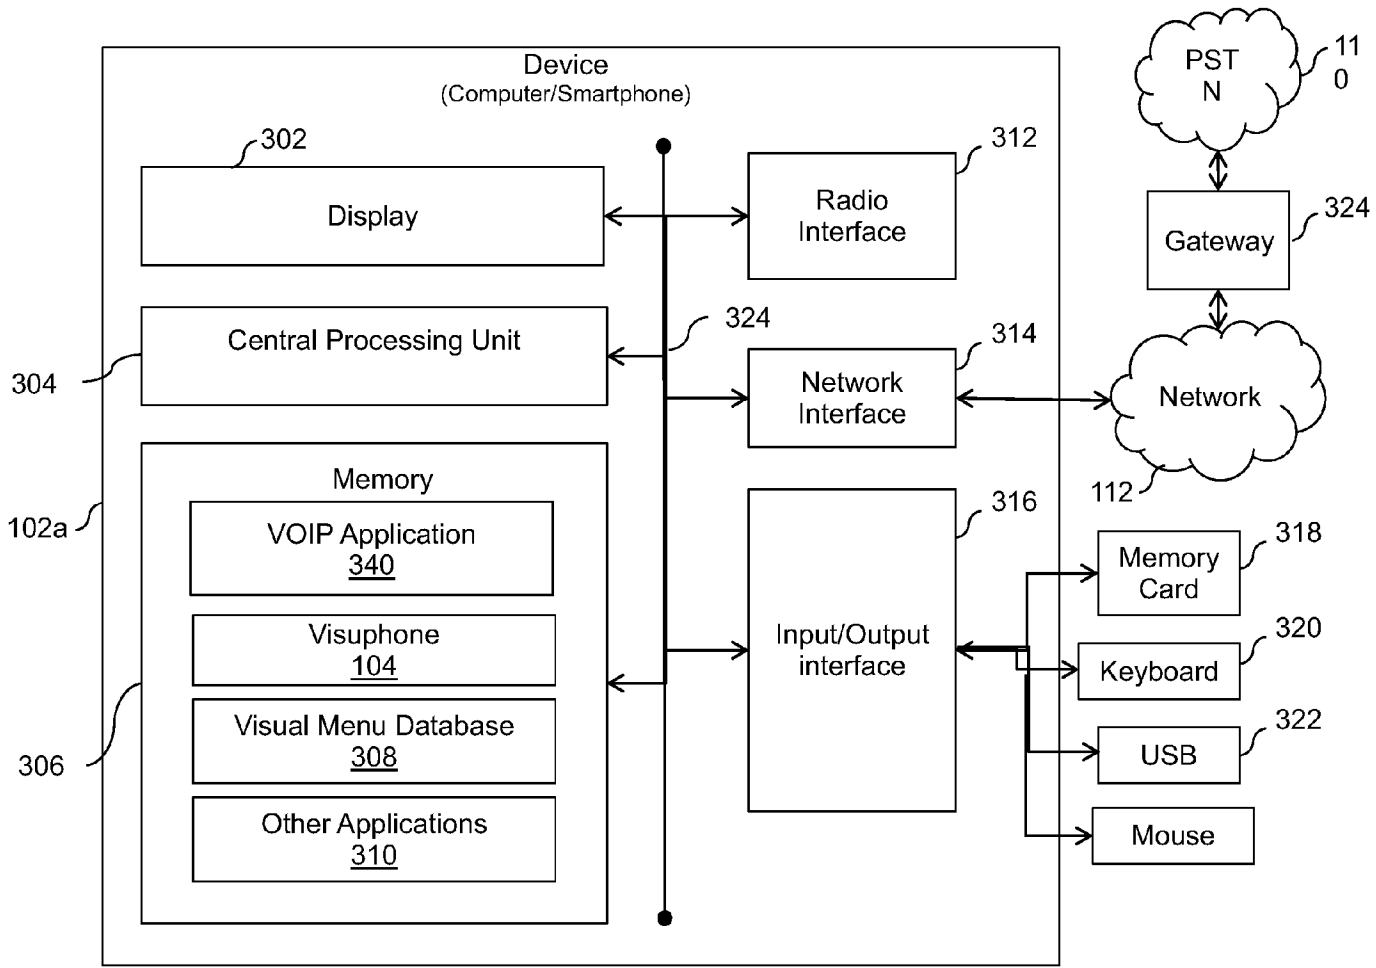 Device
(Computer/Smartphone)
PST
N
11
0
302
Display
312
Radio
Interface
324
Gateway
304
Central Processing Unit
324
314
Network
Interface
Network
112
102a
306
Memory
VOIP Application
340
Visuphone
104
Visual Menu Database
308
Other Applications
310
316
Input/Output
interface
318
Memory
Card
320
Keyboard
322
USB
Mouse